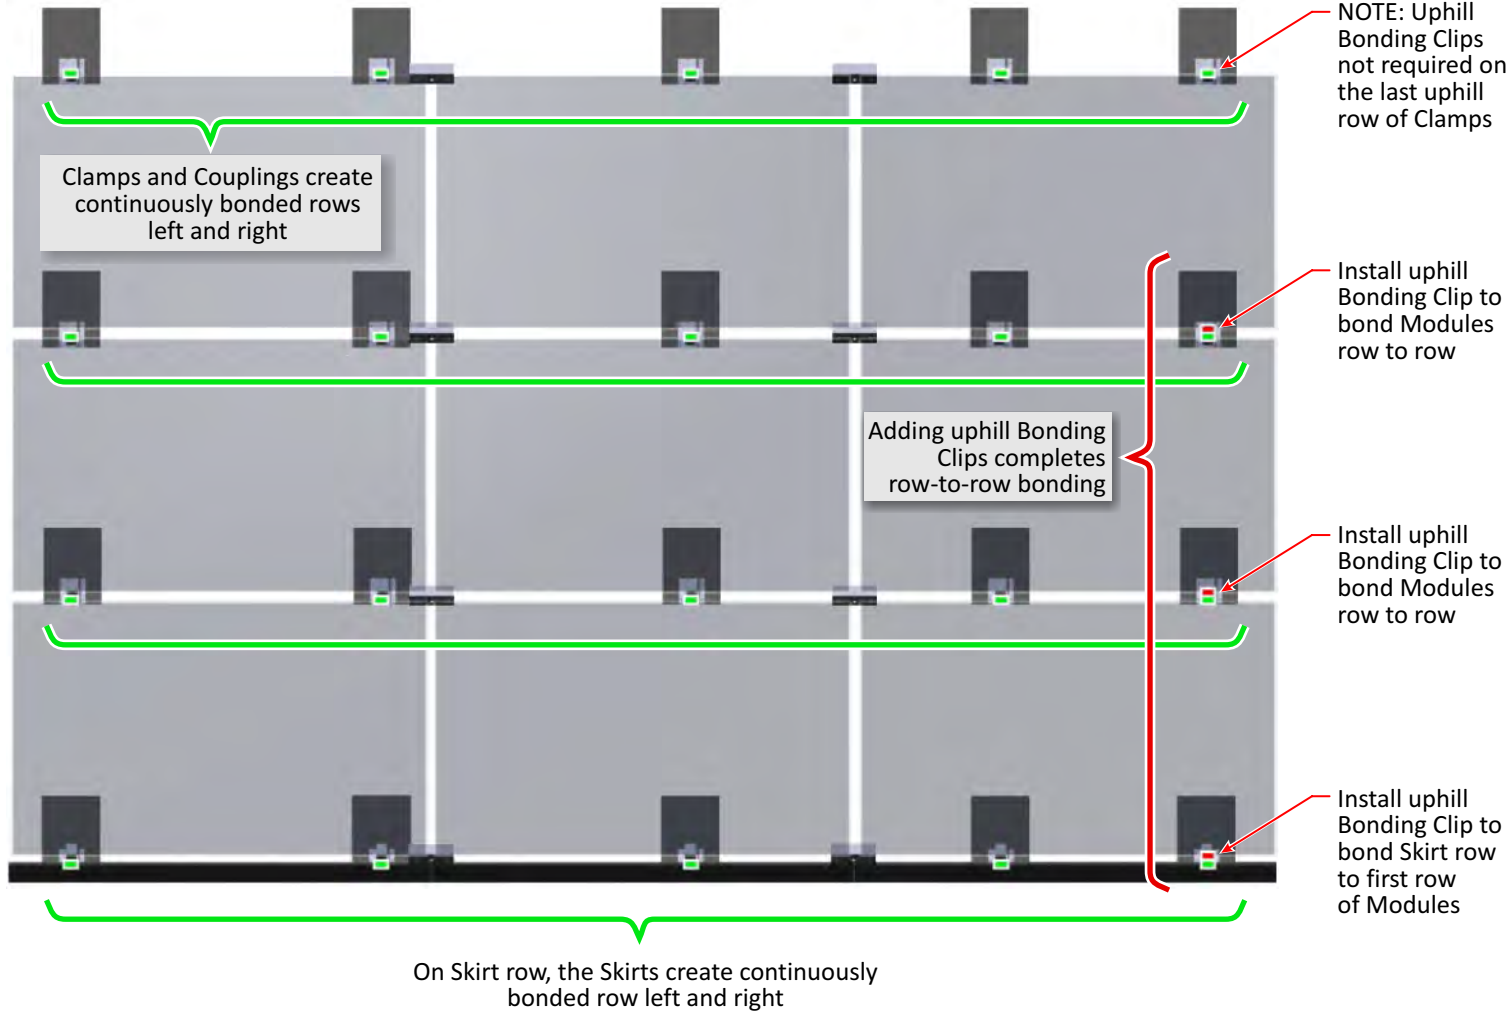 NOTE: Uphill
Bonding Clips
not required on
the last uphill
row of Clamps
Clamps and Couplings create
continuously bonded rows
left and right
Install uphill
Bonding Clip to
bond Modules
row to row
Adding uphill Bonding
Clips completes
row-to-row bonding
Install uphill
Bonding Clip to
bond Modules
row to row
Install uphill
Bonding Clip to
bond Skirt row
to first row
of Modules
On Skirt row, the Skirts create continuously
bonded row left and right